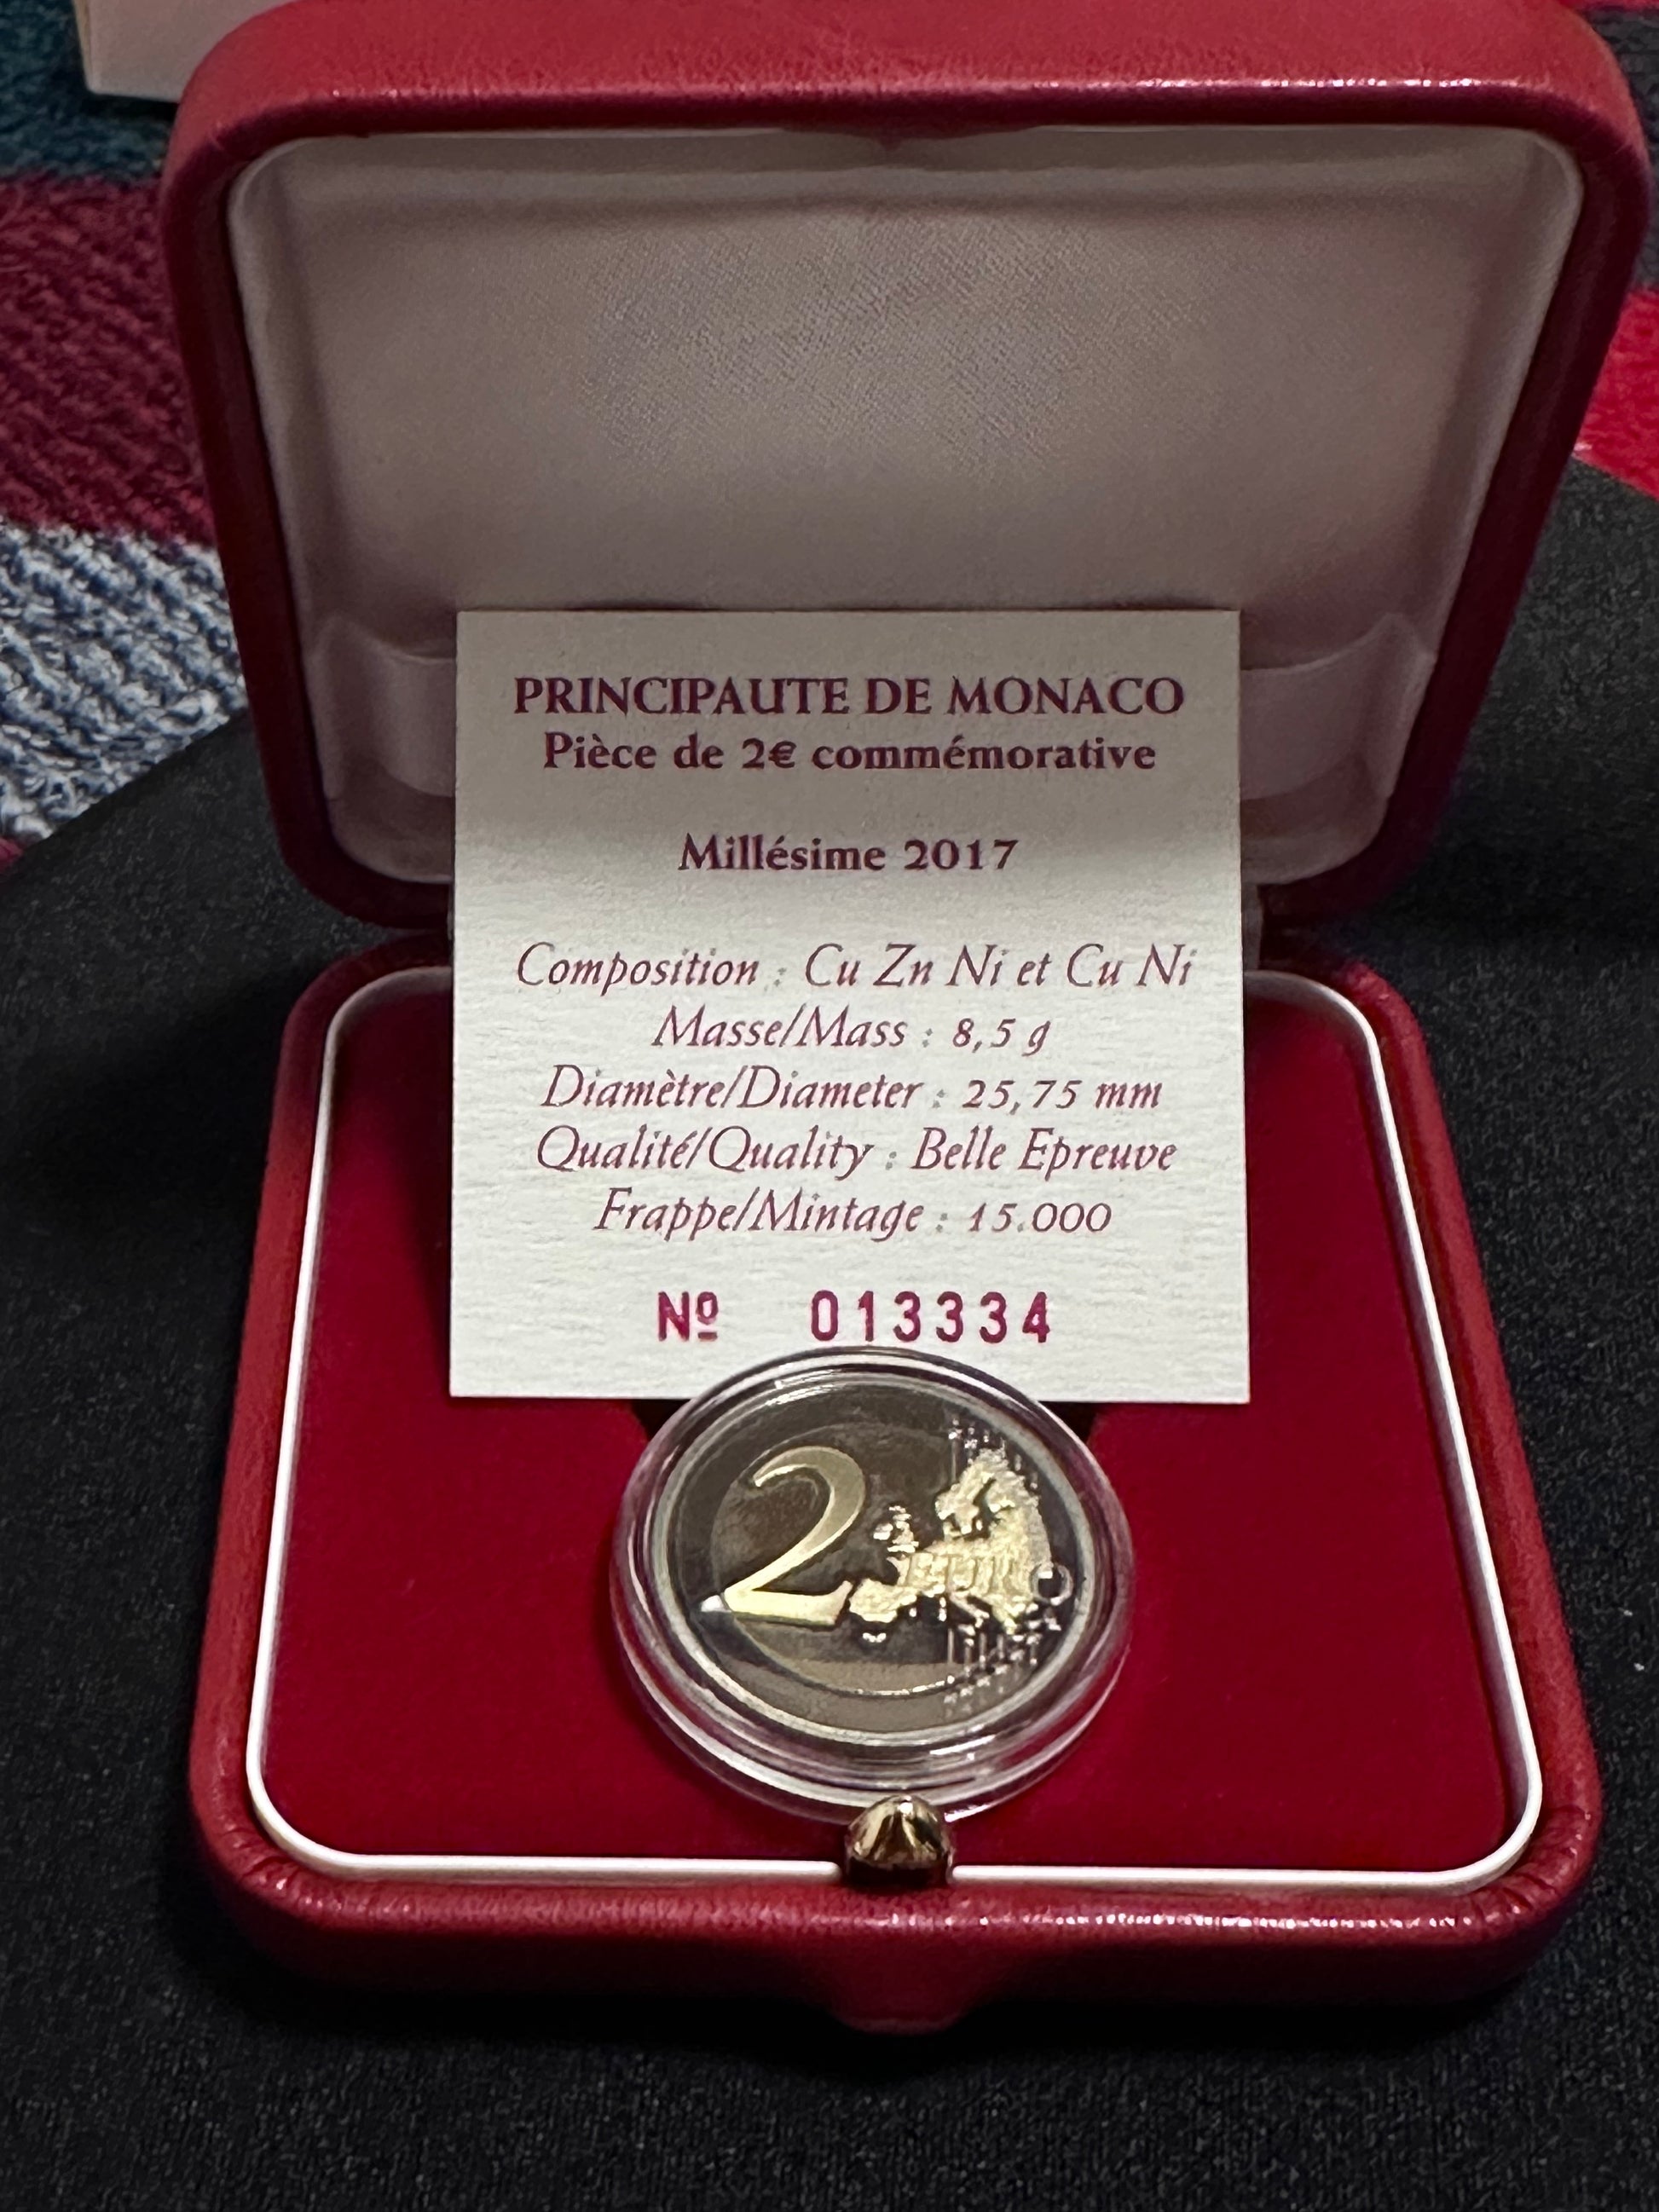 PRINCIPAUTE DE MONACO
Pièce de 2€ commémorative
Millésime 2017
Composition : Cu Zn Ni et Cu Ni
Masse/Mass : 8,5 g
Diamètre/Diameter : 25,75 mm
Qualité/Quality : Belle Epreuve
Frappe/Mintage : 15.000
Nº 013334
2 EURO